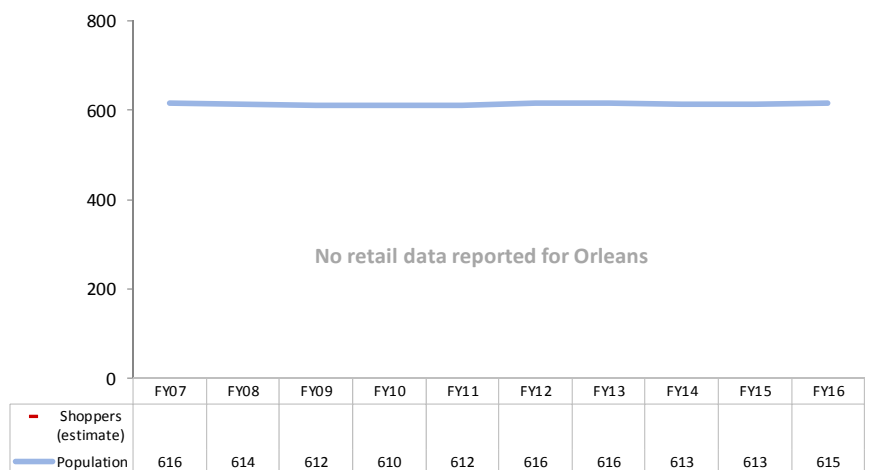 800
600
400
200
0
No retail data reported for Orleans
FY07 FY08 FY09 FY10 FY11 FY12 FY13 FY14 FY15 FY16
Shoppers
(estimate)
Population 616 614 612 610 612 616 616 613 613 615